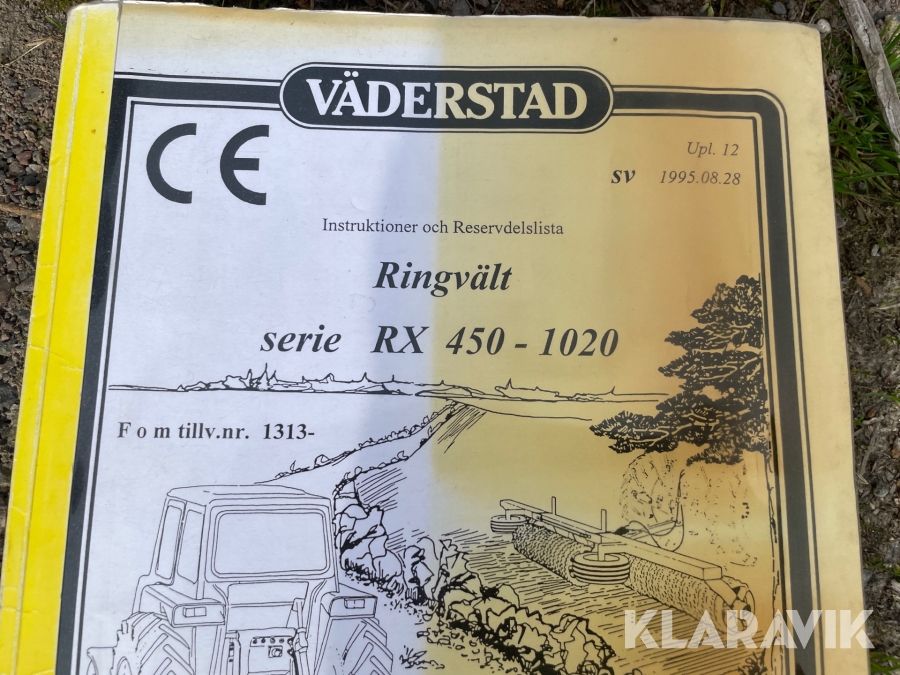 VÄDERSTAD
CE
Upl. 12
sv 1995.08.28
Instruktioner och Reservdelslista
Ringvält
serie RX 450 - 1020
F o m tillv.nr. 1313-
KLARAVIK